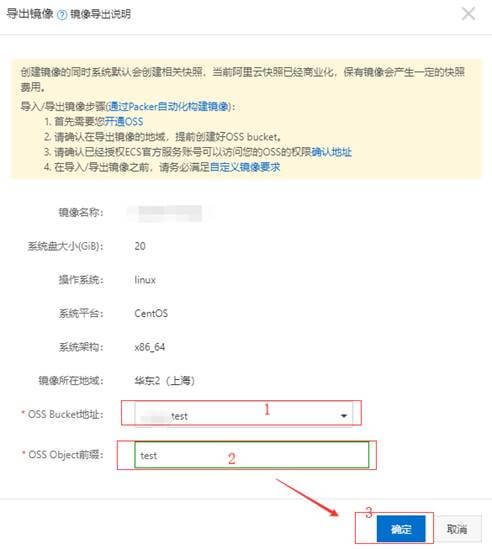 导出镜像 ? 镜像导出说明
创建镜像的同时系统默认会创建相关快照，当前阿里云快照已经商业化，保有镜像会产生一定的快照
费用。
导入/导出镜像步骤(通过Packer自动化构建镜像)：
1. 首先需要您开通OSS
2. 请确认在导出镜像的地域，提前创建好OSS bucket。
3. 请确认已经授权ECS官方服务账号可以访问您的OSS的权限确认地址
4. 在导入/导出镜像之前，请务必满足自定义镜像要求
镜像名称：
系统盘大小(GiB)： 20
操作系统： linux
系统平台： CentOS
系统架构： x86_64
镜像所在地域： 华东2（上海）
* OSS Bucket地址： test 1
* OSS Object前缀： test 2
3 确定 取消